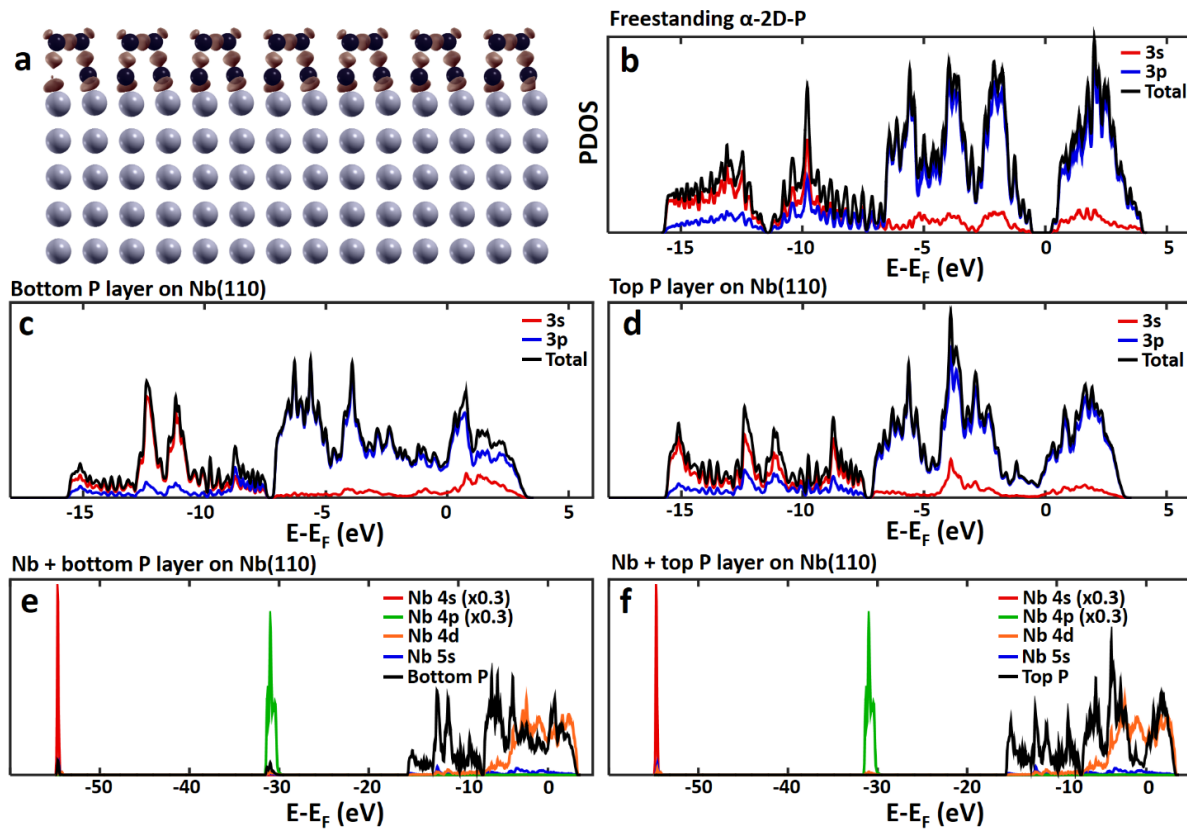 a
Freestanding α-2D-P
b
3s
3p
Total
PDOS
-15 -10 -5 0 5
E-E_F (eV)
Bottom P layer on Nb(110)
c
3s
3p
Total
-15 -10 -5 0 5
E-E_F (eV)
Top P layer on Nb(110)
d
3s
3p
Total
-15 -10 -5 0 5
E-E_F (eV)
Nb + bottom P layer on Nb(110)
e
Nb 4s (x0.3)
Nb 4p (x0.3)
Nb 4d
Nb 5s
Bottom P
-50 -40 -30 -20 -10 0
E-E_F (eV)
Nb + top P layer on Nb(110)
f
Nb 4s (x0.3)
Nb 4p (x0.3)
Nb 4d
Nb 5s
Top P
-50 -40 -30 -20 -10 0
E-E_F (eV)